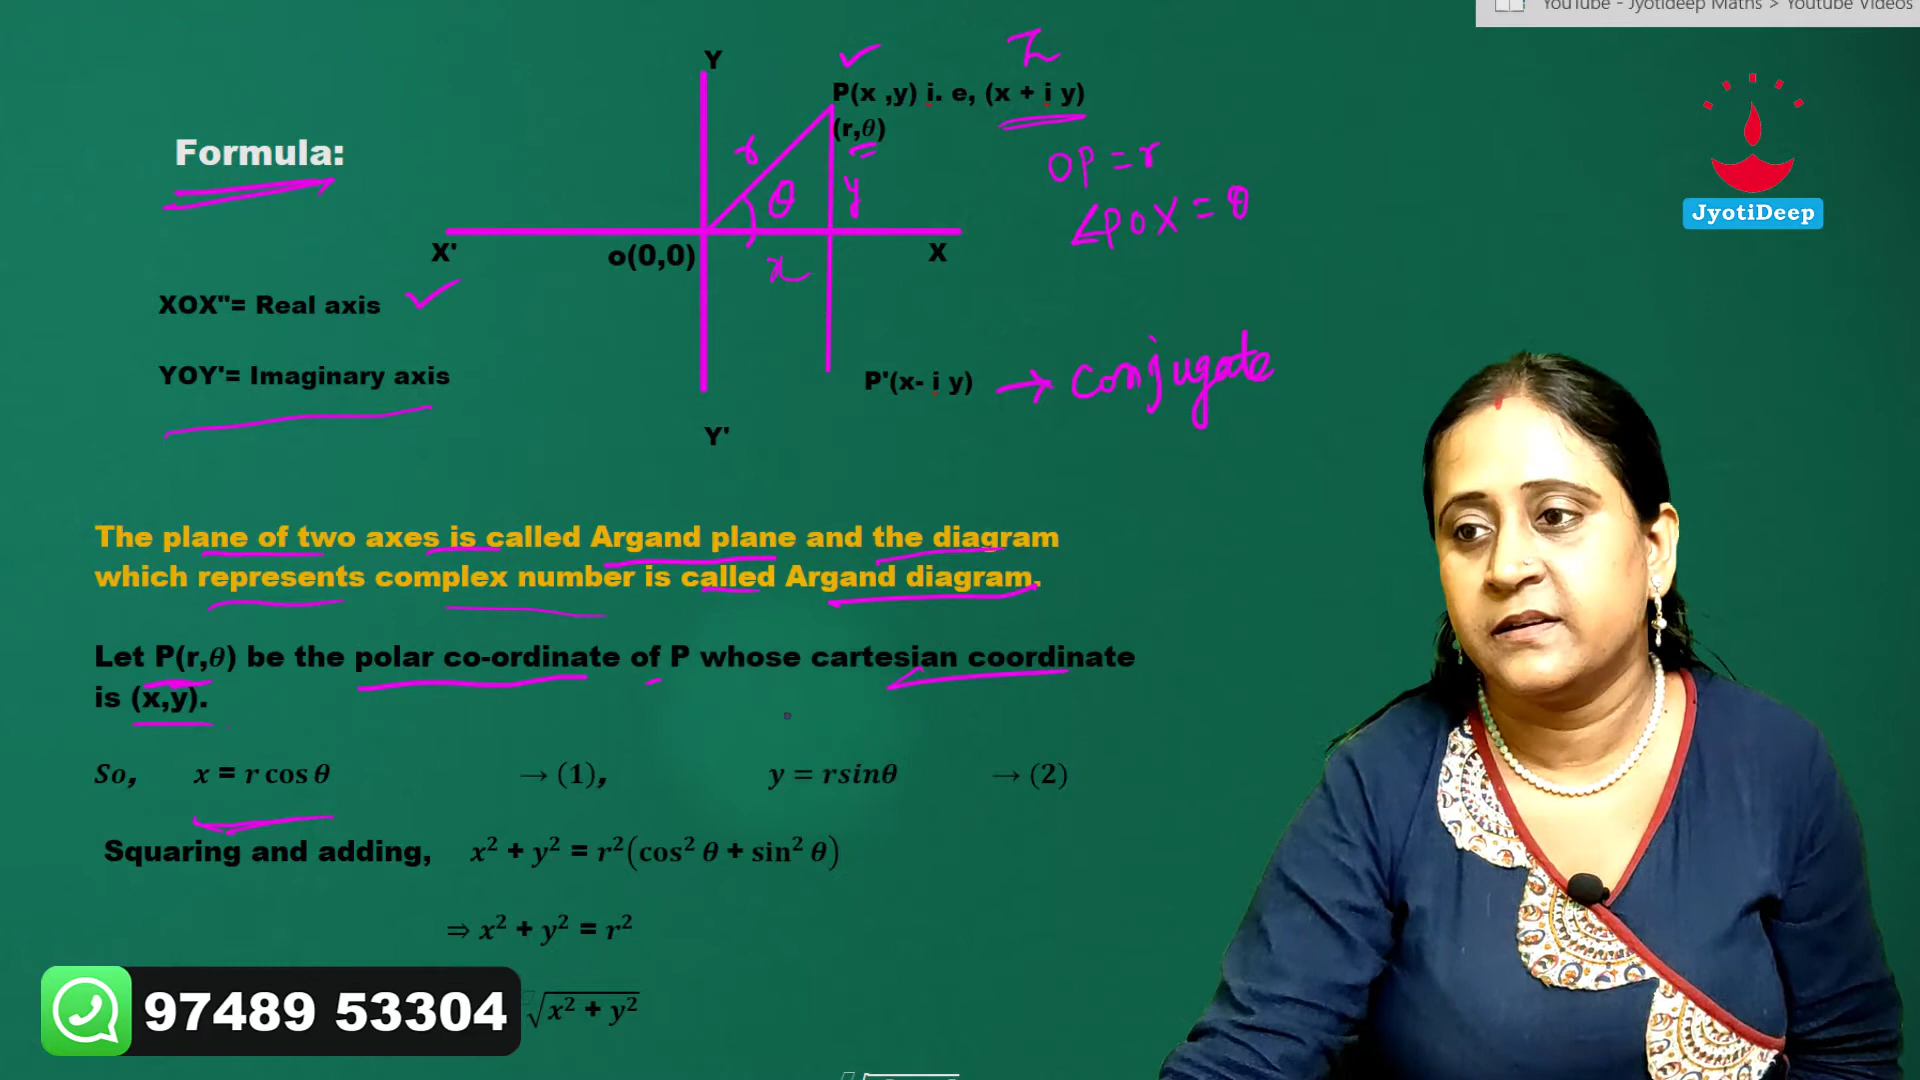 YouTube - Jyotideep Maths > Youtube Videos
Y
z
P(x ,y) i. e, (x + i y)
(r,θ)
Formula:
r
θ
y
OP = r
∠POX = θ
JyotiDeep
X'
o(0,0)
x
X
XOX"= Real axis
YOY'= Imaginary axis
P'(x- i y) → Conjugate
Y'
The plane of two axes is called Argand plane and the diagram
which represents complex number is called Argand diagram.
Let P(r,θ) be the polar co-ordinate of P whose cartesian coordinate
is (x,y).
So, x = r cos θ → (1), y = rsinθ → (2)
Squaring and adding, x² + y² = r²(cos² θ + sin² θ)
⇒ x² + y² = r²
97489 53304
√x² + y²